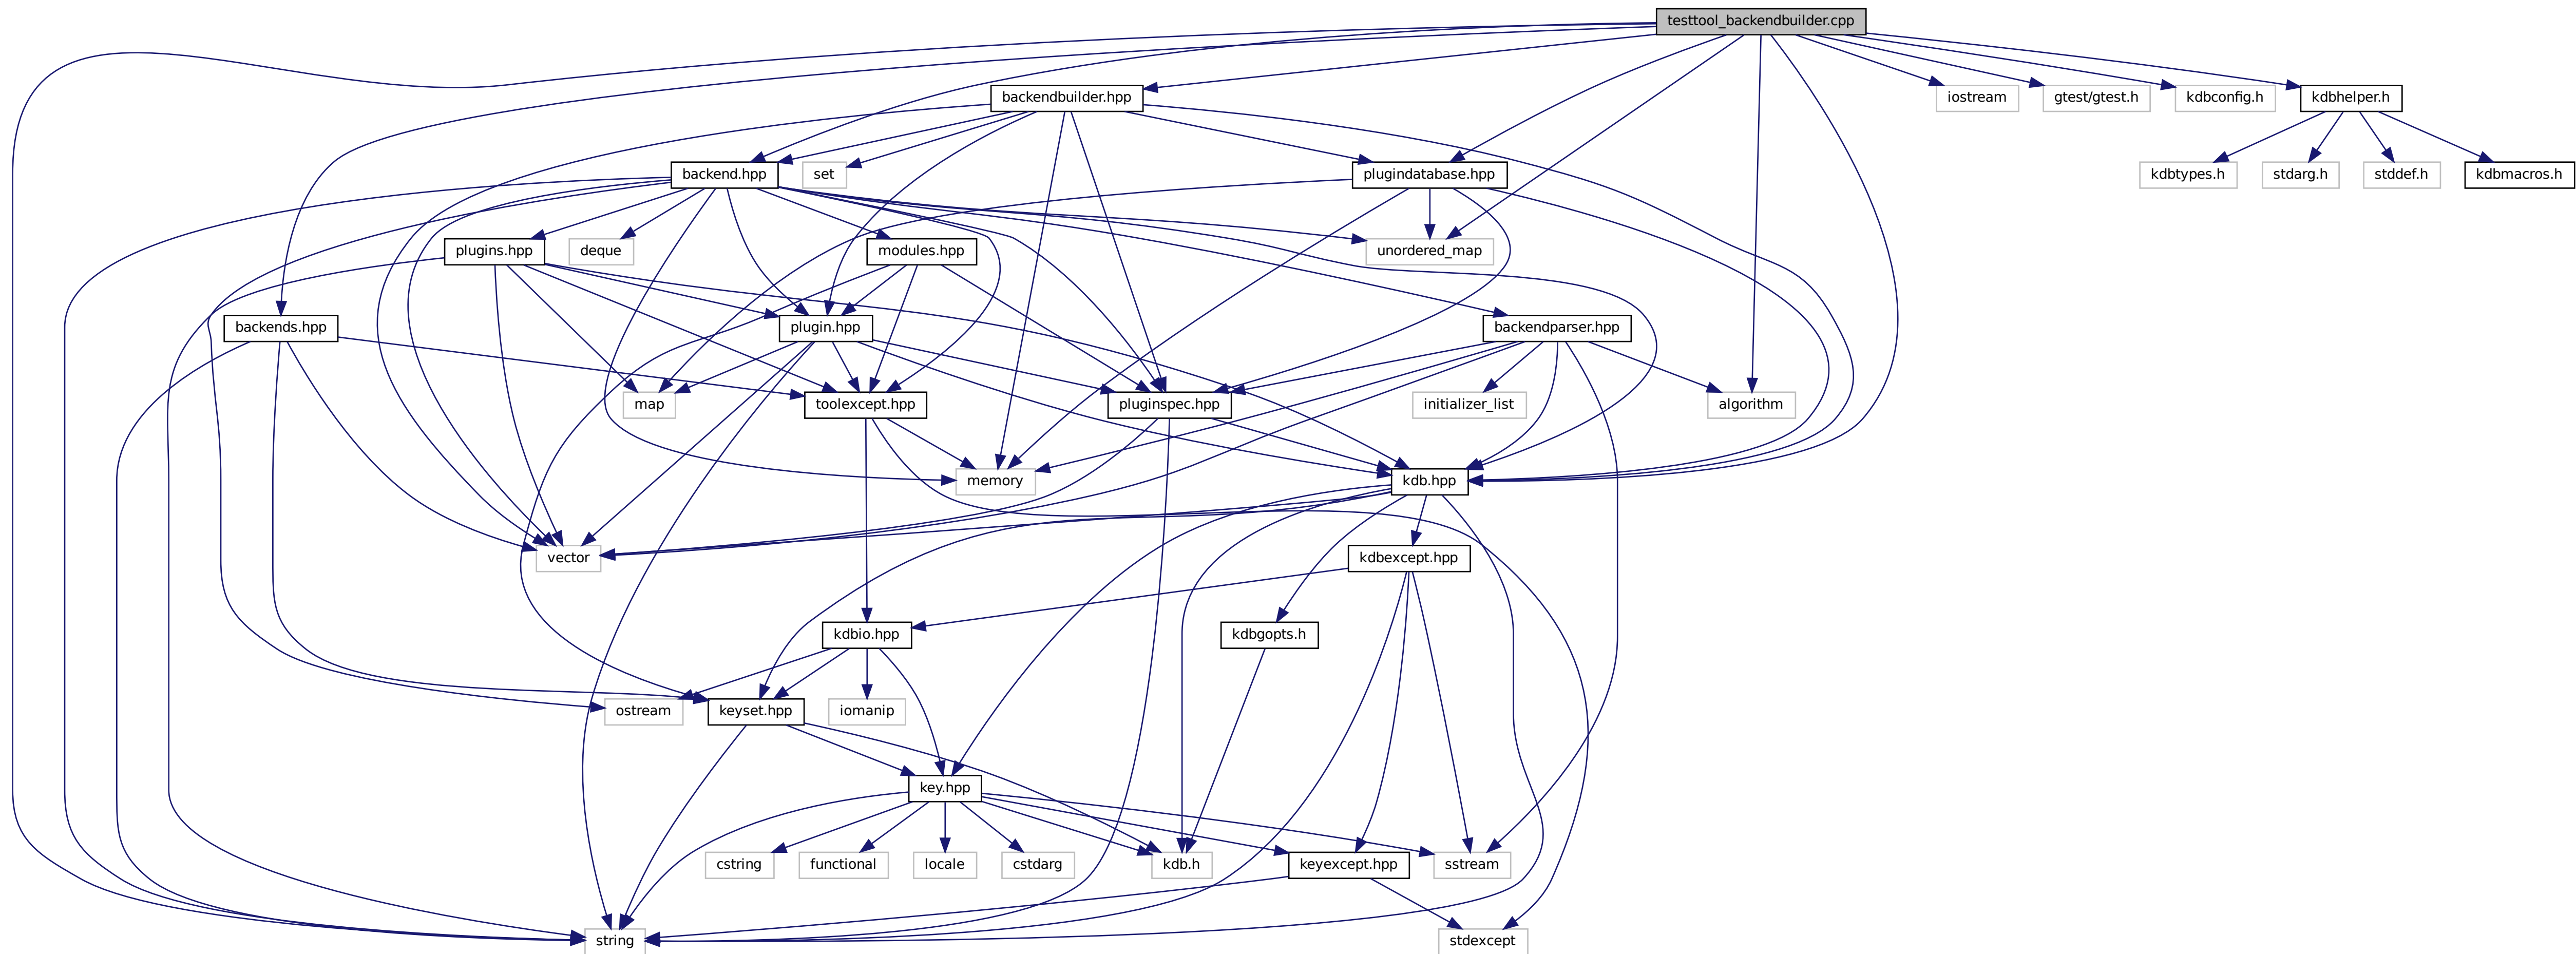 testtool_backendbuilder.cpp
backendbuilder.hpp
iostream
gtest/gtest.h
kdbconfig.h
kdbhelper.h
backend.hpp
set
plugindatabase.hpp
kdbtypes.h
stdarg.h
stddef.h
kdbmacros.h
plugins.hpp
deque
modules.hpp
unordered_map
backends.hpp
plugin.hpp
backendparser.hpp
map
toolexcept.hpp
pluginspec.hpp
initializer_list
algorithm
memory
kdb.hpp
vector
kdbexcept.hpp
kdbio.hpp
kdbgopts.h
ostream
keyset.hpp
iomanip
key.hpp
cstring
functional
locale
cstdarg
kdb.h
keyexcept.hpp
sstream
string
stdexcept